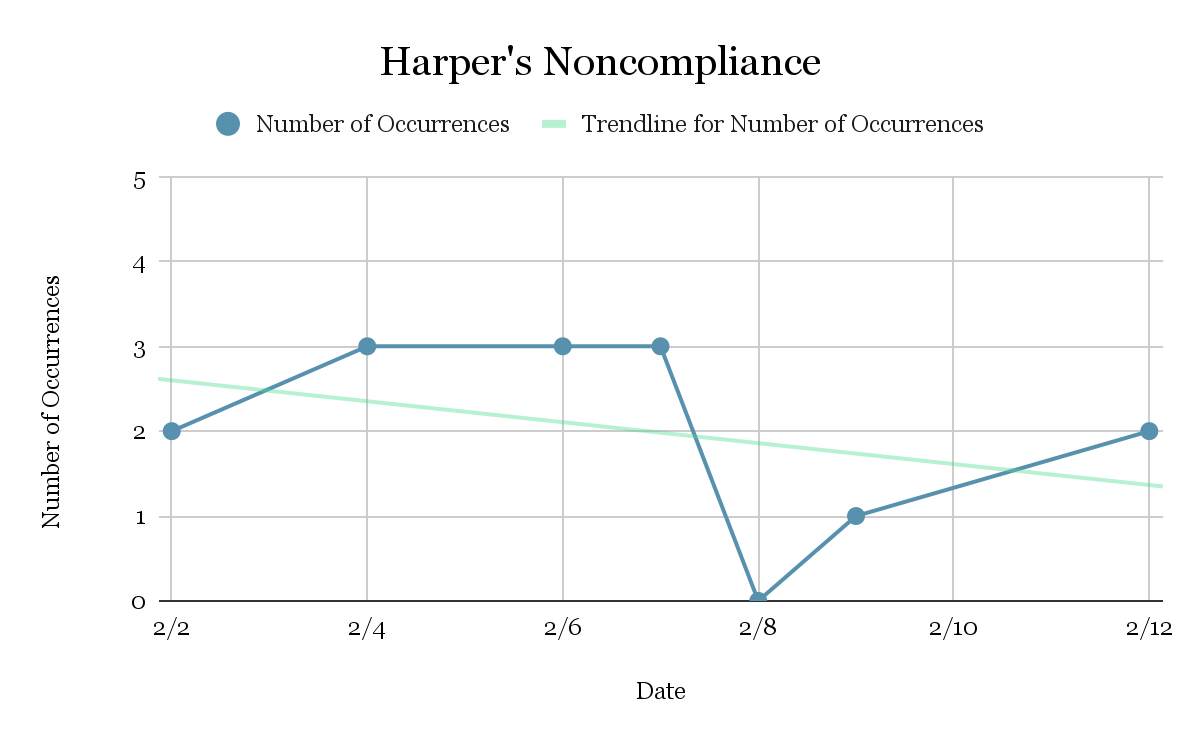 Harper's Noncompliance
Number of Occurrences Trendline for Number of Occurrences
Number of Occurrences
5
4
3
2
1
0
2/2 2/4 2/6 2/8 2/10 2/12
Date